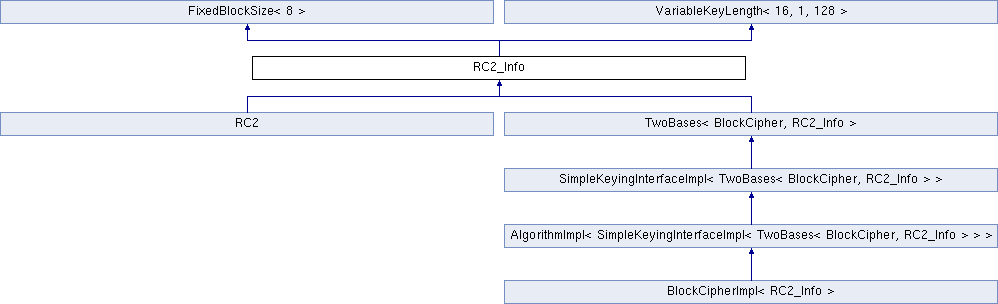 FixedBlockSize< 8 >
VariableKeyLength< 16, 1, 128 >
RC2_Info
RC2
TwoBases< BlockCipher, RC2_Info >
SimpleKeyingInterfaceImpl< TwoBases< BlockCipher, RC2_Info > >
AlgorithmImpl< SimpleKeyingInterfaceImpl< TwoBases< BlockCipher, RC2_Info > > >
BlockCipherImpl< RC2_Info >